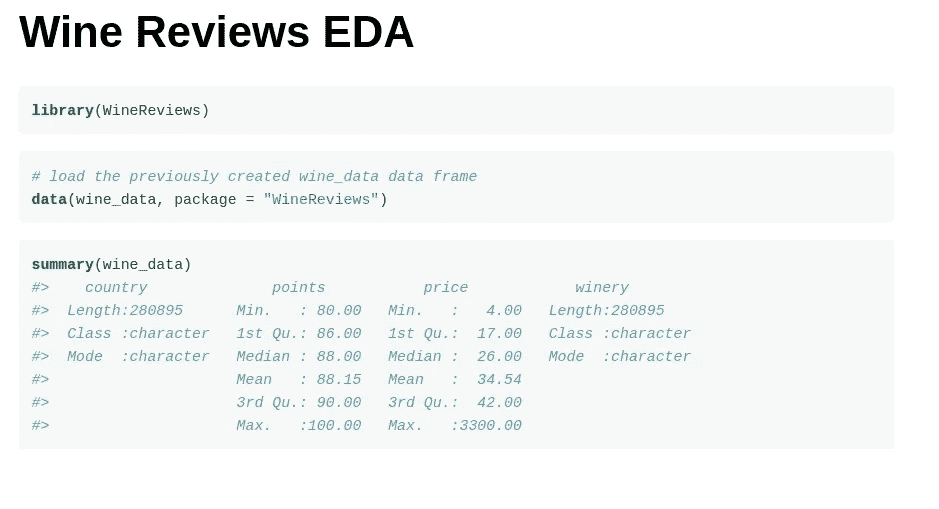 Wine Reviews EDA
library(WineReviews)
# load the previously created wine_data data frame
data(wine_data, package = "WineReviews")
summary(wine_data)
#>    country              points           price            winery
#>  Length:280895      Min.   : 80.00   Min.   :   4.00   Length:280895
#>  Class :character   1st Qu.: 86.00   1st Qu.:  17.00   Class :character
#>  Mode  :character   Median : 88.00   Median :  26.00   Mode  :character
#>                     Mean   : 88.15   Mean   :  34.54
#>                     3rd Qu.: 90.00   3rd Qu.:  42.00
#>                     Max.   :100.00   Max.   :3300.00